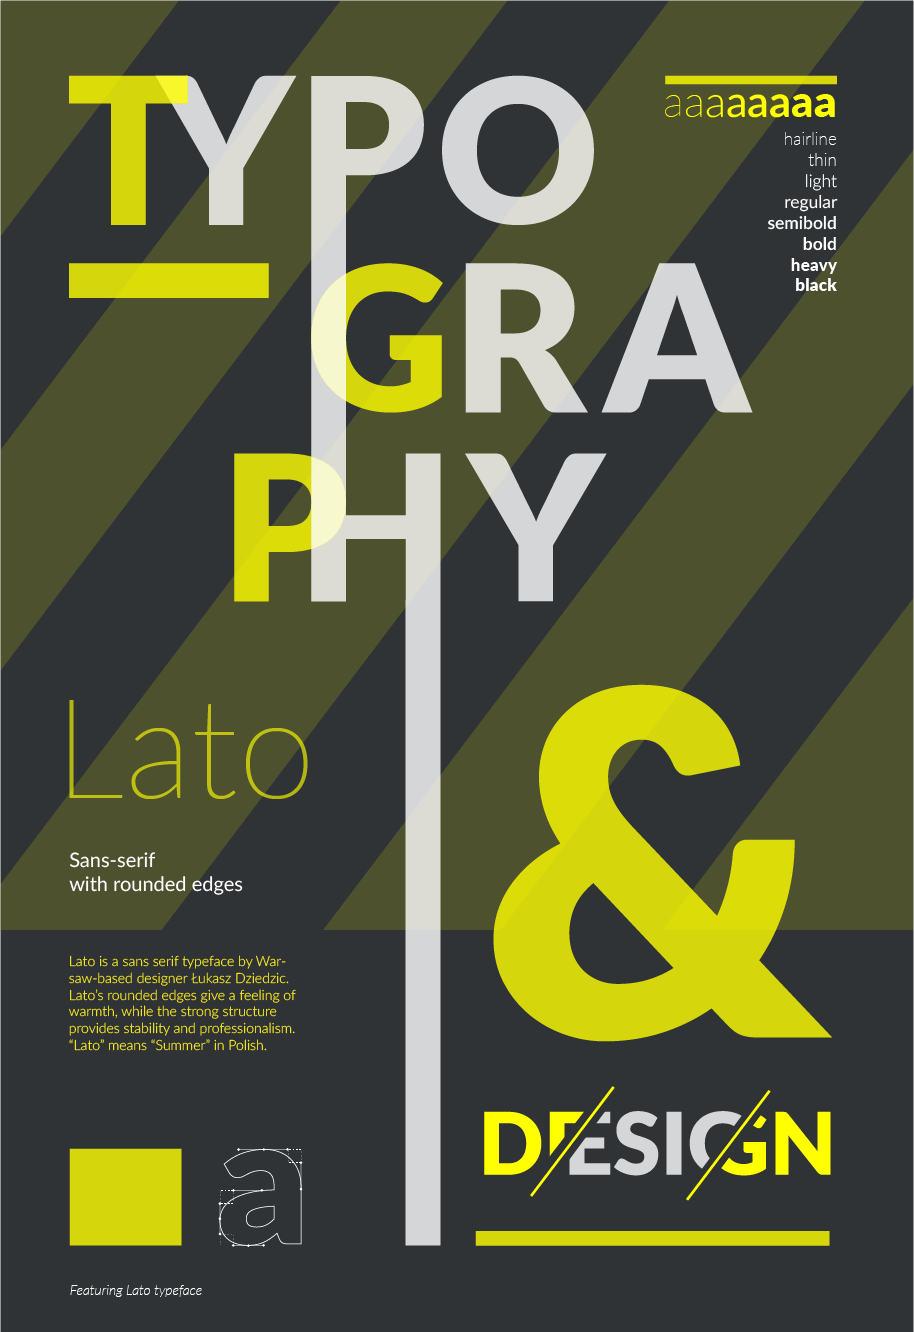 TYPO
GRA
PHY
aaaaaaaa
hairline
thin
light
regular
semibold
bold
heavy
black
Lato
Sans-serif
with rounded edges
Lato is a sans serif typeface by War-
saw-based designer Łukasz Dziedzic.
Lato's rounded edges give a feeling of
warmth, while the strong structure
provides stability and professionalism.
“Lato” means “Summer” in Polish.
&
DESIGN
a
Featuring Lato typeface